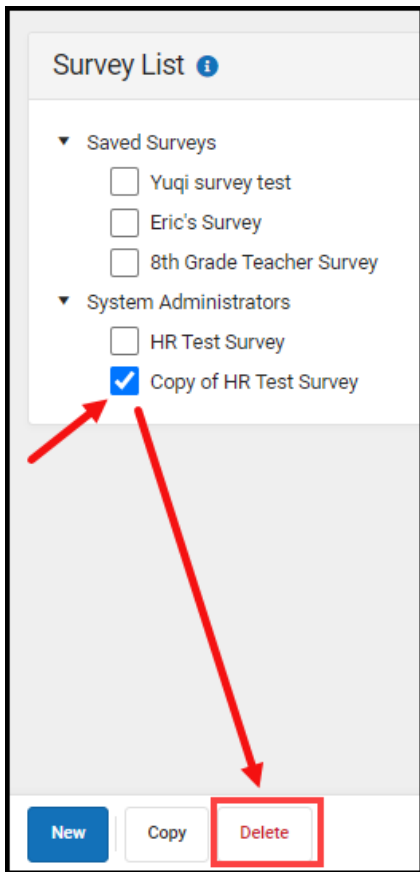 Survey List
Saved Surveys
Yuqi survey test
Eric's Survey
8th Grade Teacher Survey
System Administrators
HR Test Survey
Copy of HR Test Survey
New Copy Delete